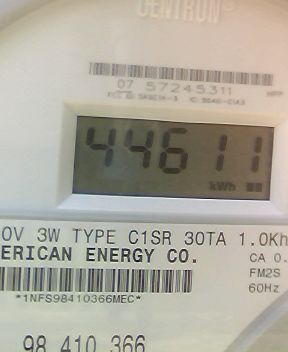 CENTRON®
07 57245311
44611
kWh
0V 3W TYPE C1SR 30TA 1.0Kh
ERICAN ENERGY CO.
CA 0.
FM2S
60Hz
*1NFS98410366MEC*
98 410 366